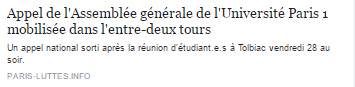 Appel de l'Assemblée générale de l'Université Paris 1
mobilisée dans l'entre-deux tours
Un appel national sorti après la réunion d'étudiant.e.s à Tolbiac vendredi 28 au
soir.
PARIS-LUTTES.INFO